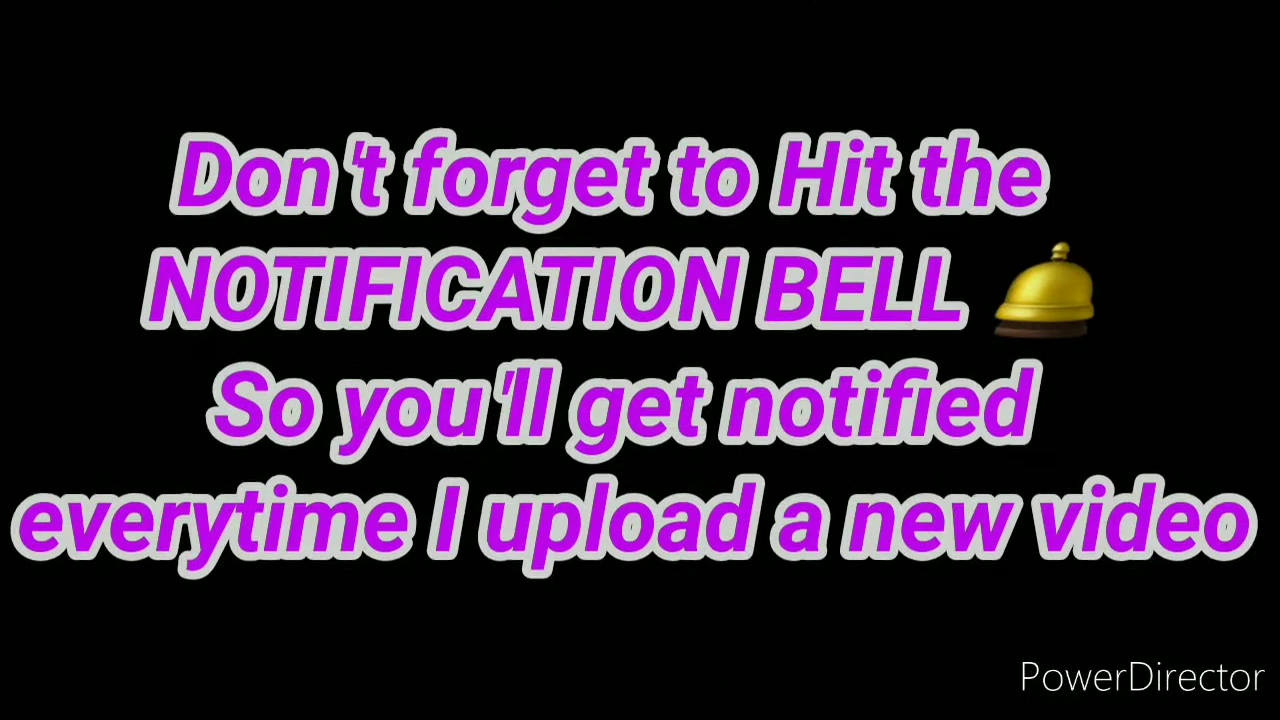 Don't forget to Hit the
NOTIFICATION BELL 🛎
So you'll get notified
everytime I upload a new video
PowerDirector